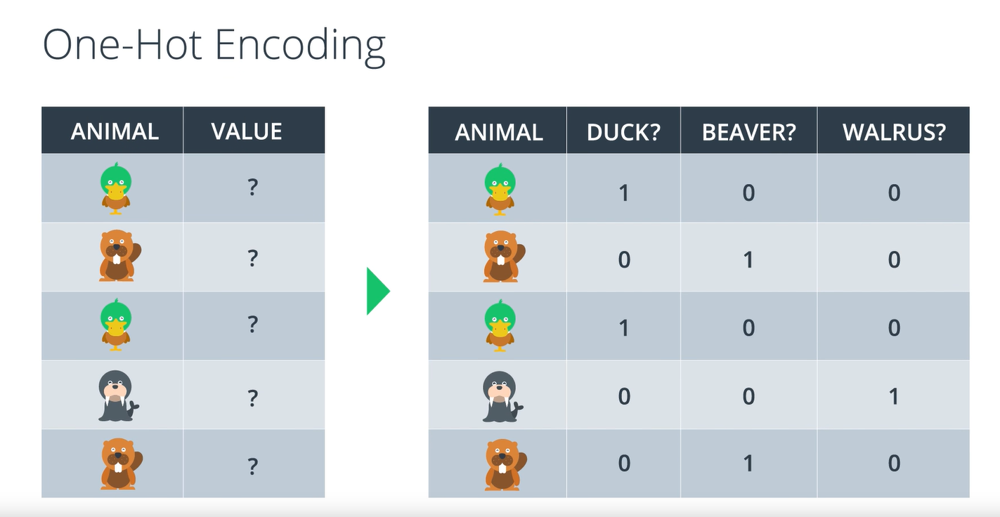 One-Hot Encoding
ANIMAL VALUE
?
?
?
?
?
ANIMAL DUCK? BEAVER? WALRUS?
1 0 0
0 1 0
1 0 0
0 0 1
0 1 0